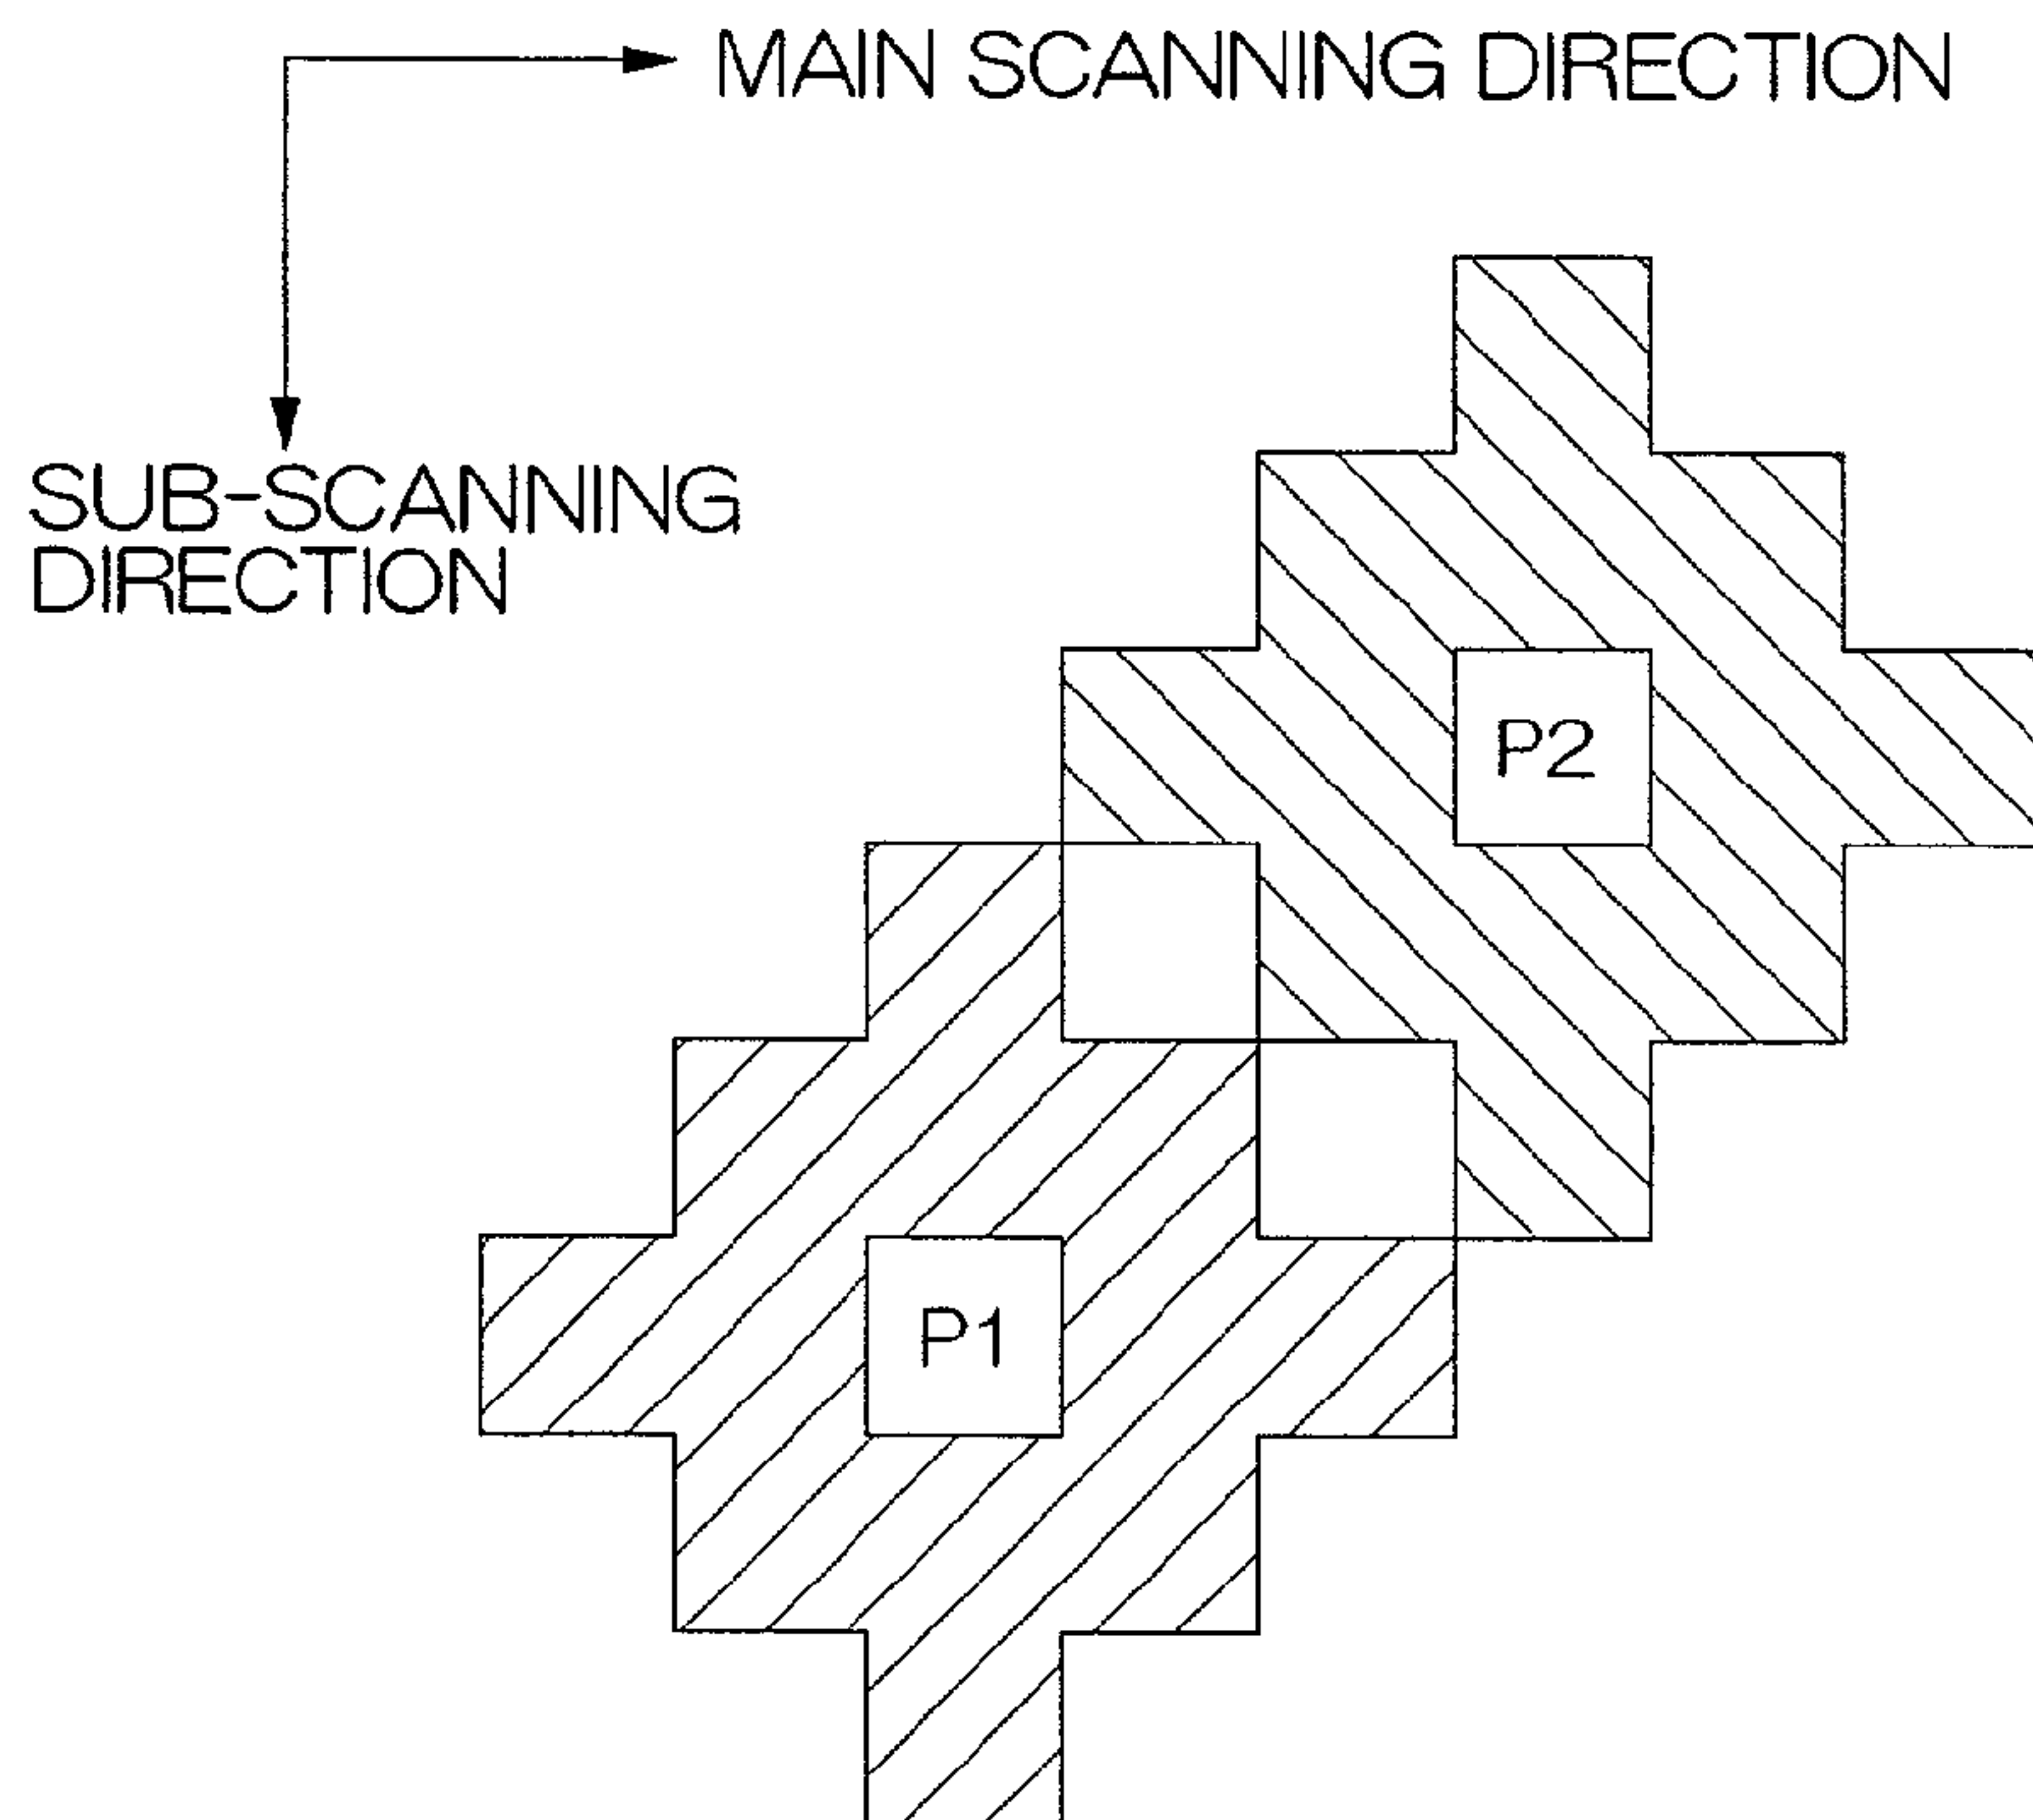 MAIN SCANNING DIRECTION
SUB-SCANNING
DIRECTION
P2
P1